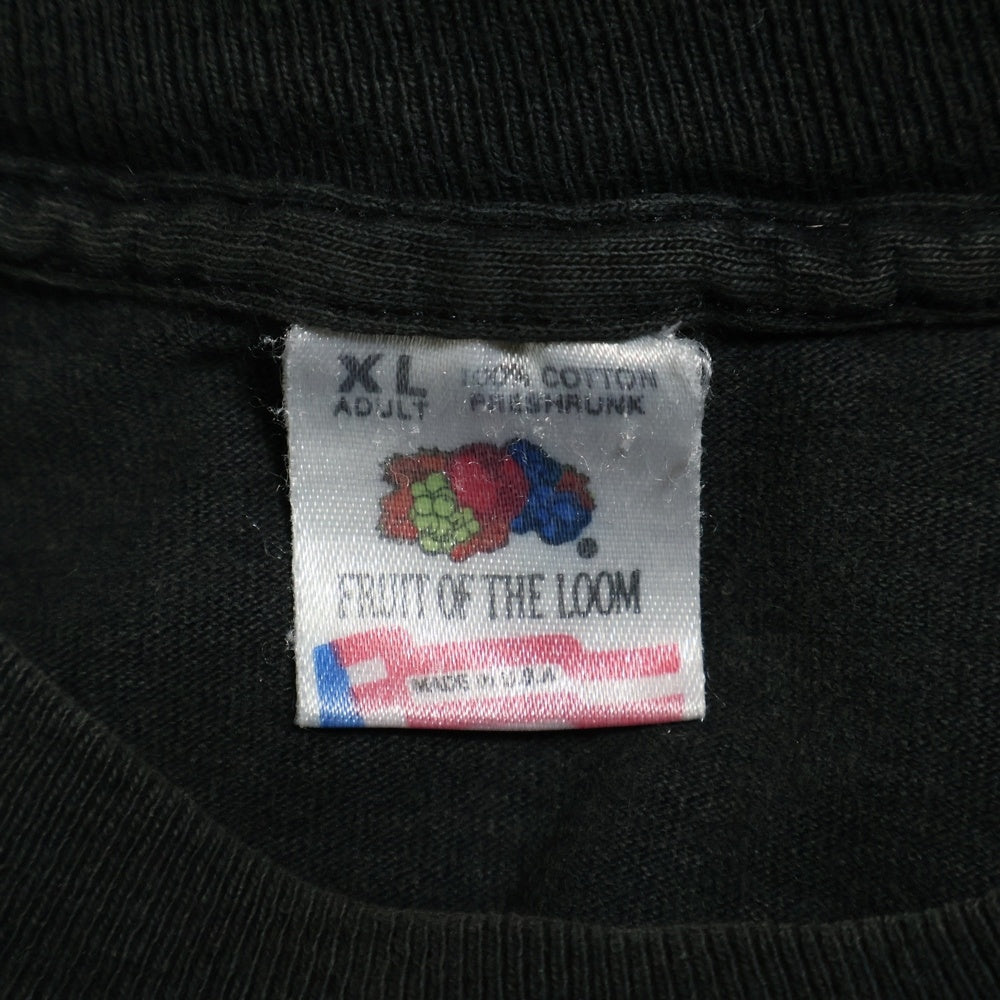 XL 100% COTTON
ADULT PRESHRUNK
®
FRUIT OF THE LOOM
MADE IN U.S.A